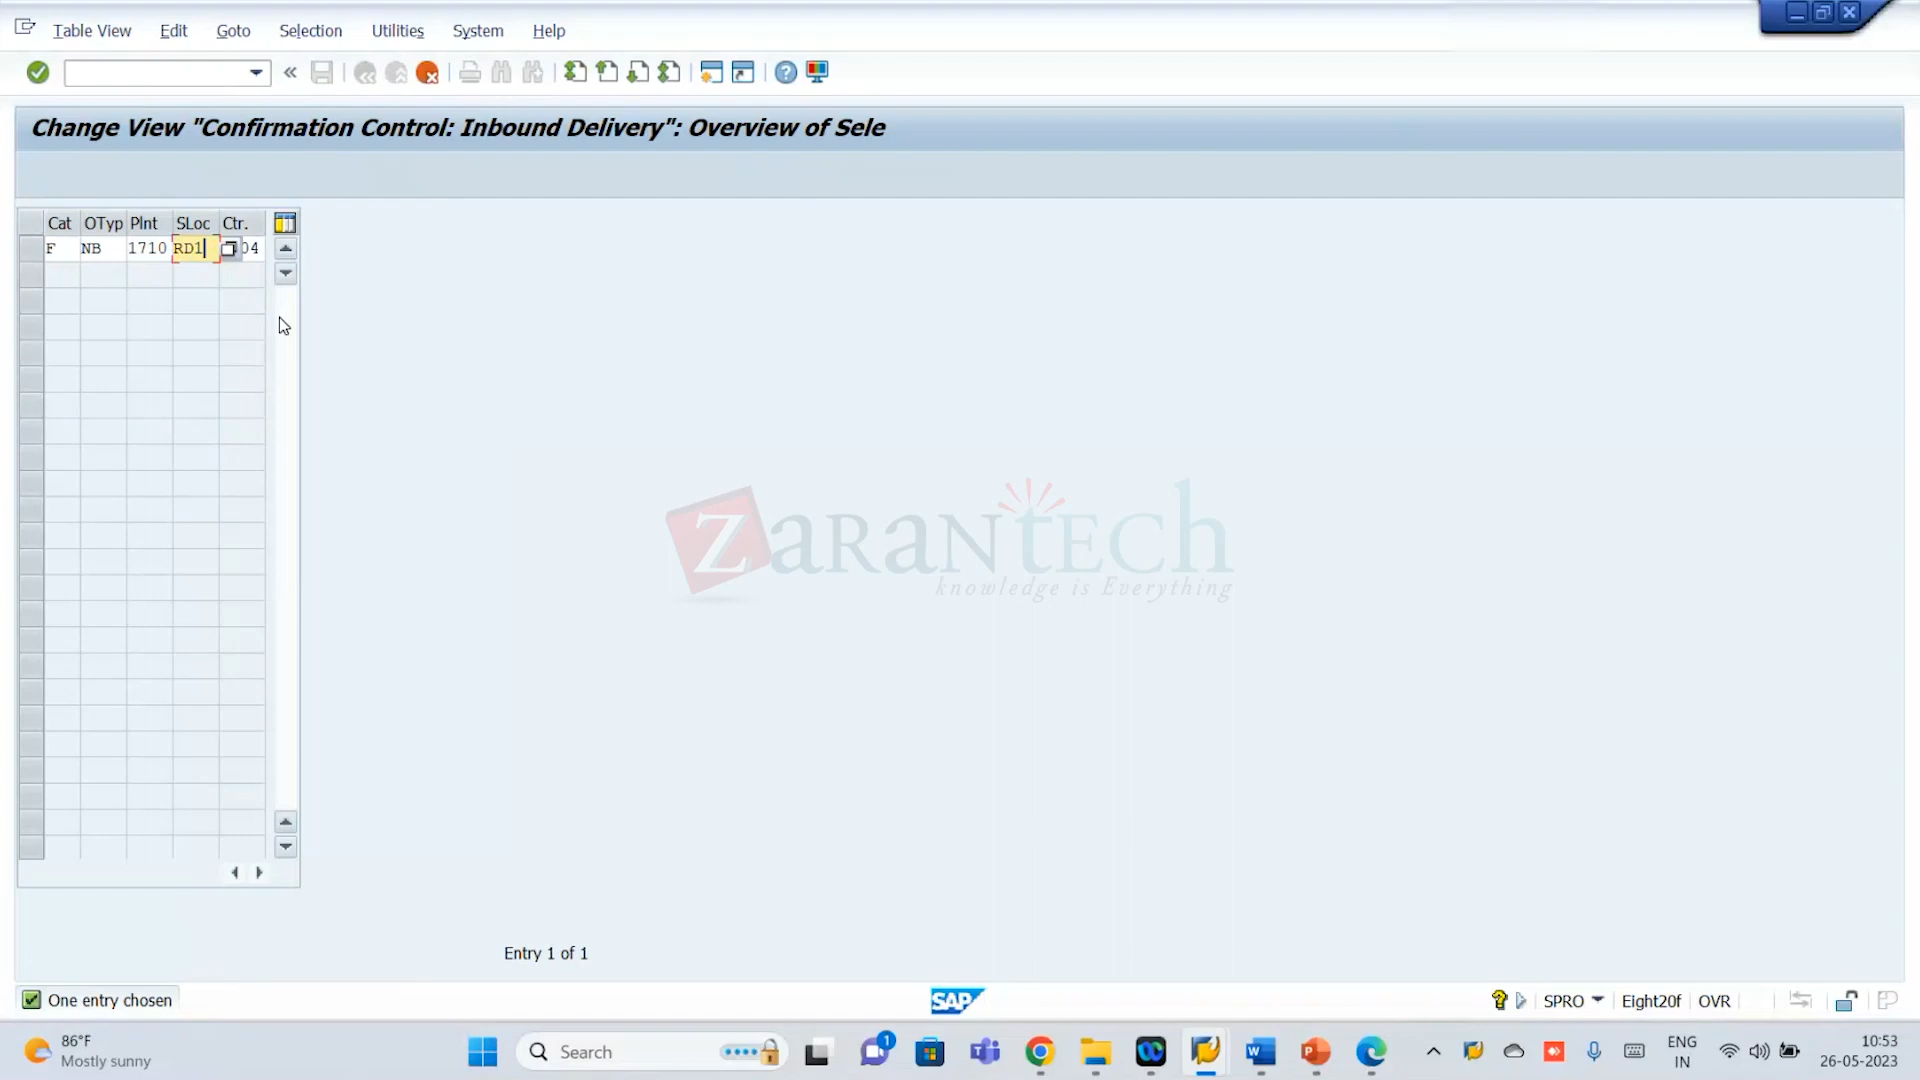 Table View Edit Goto Selection Utilities System Help
Change View "Confirmation Control: Inbound Delivery": Overview of Sele
Cat OTyp Plnt SLoc Ctr.
F NB 1710 RD1 04
ZaranTech
knowledge is Everything
Entry 1 of 1
One entry chosen
SAP
SPRO Eight20f OVR
86°F
Mostly sunny
Search
1
ENG
IN
10:53
26-05-2023